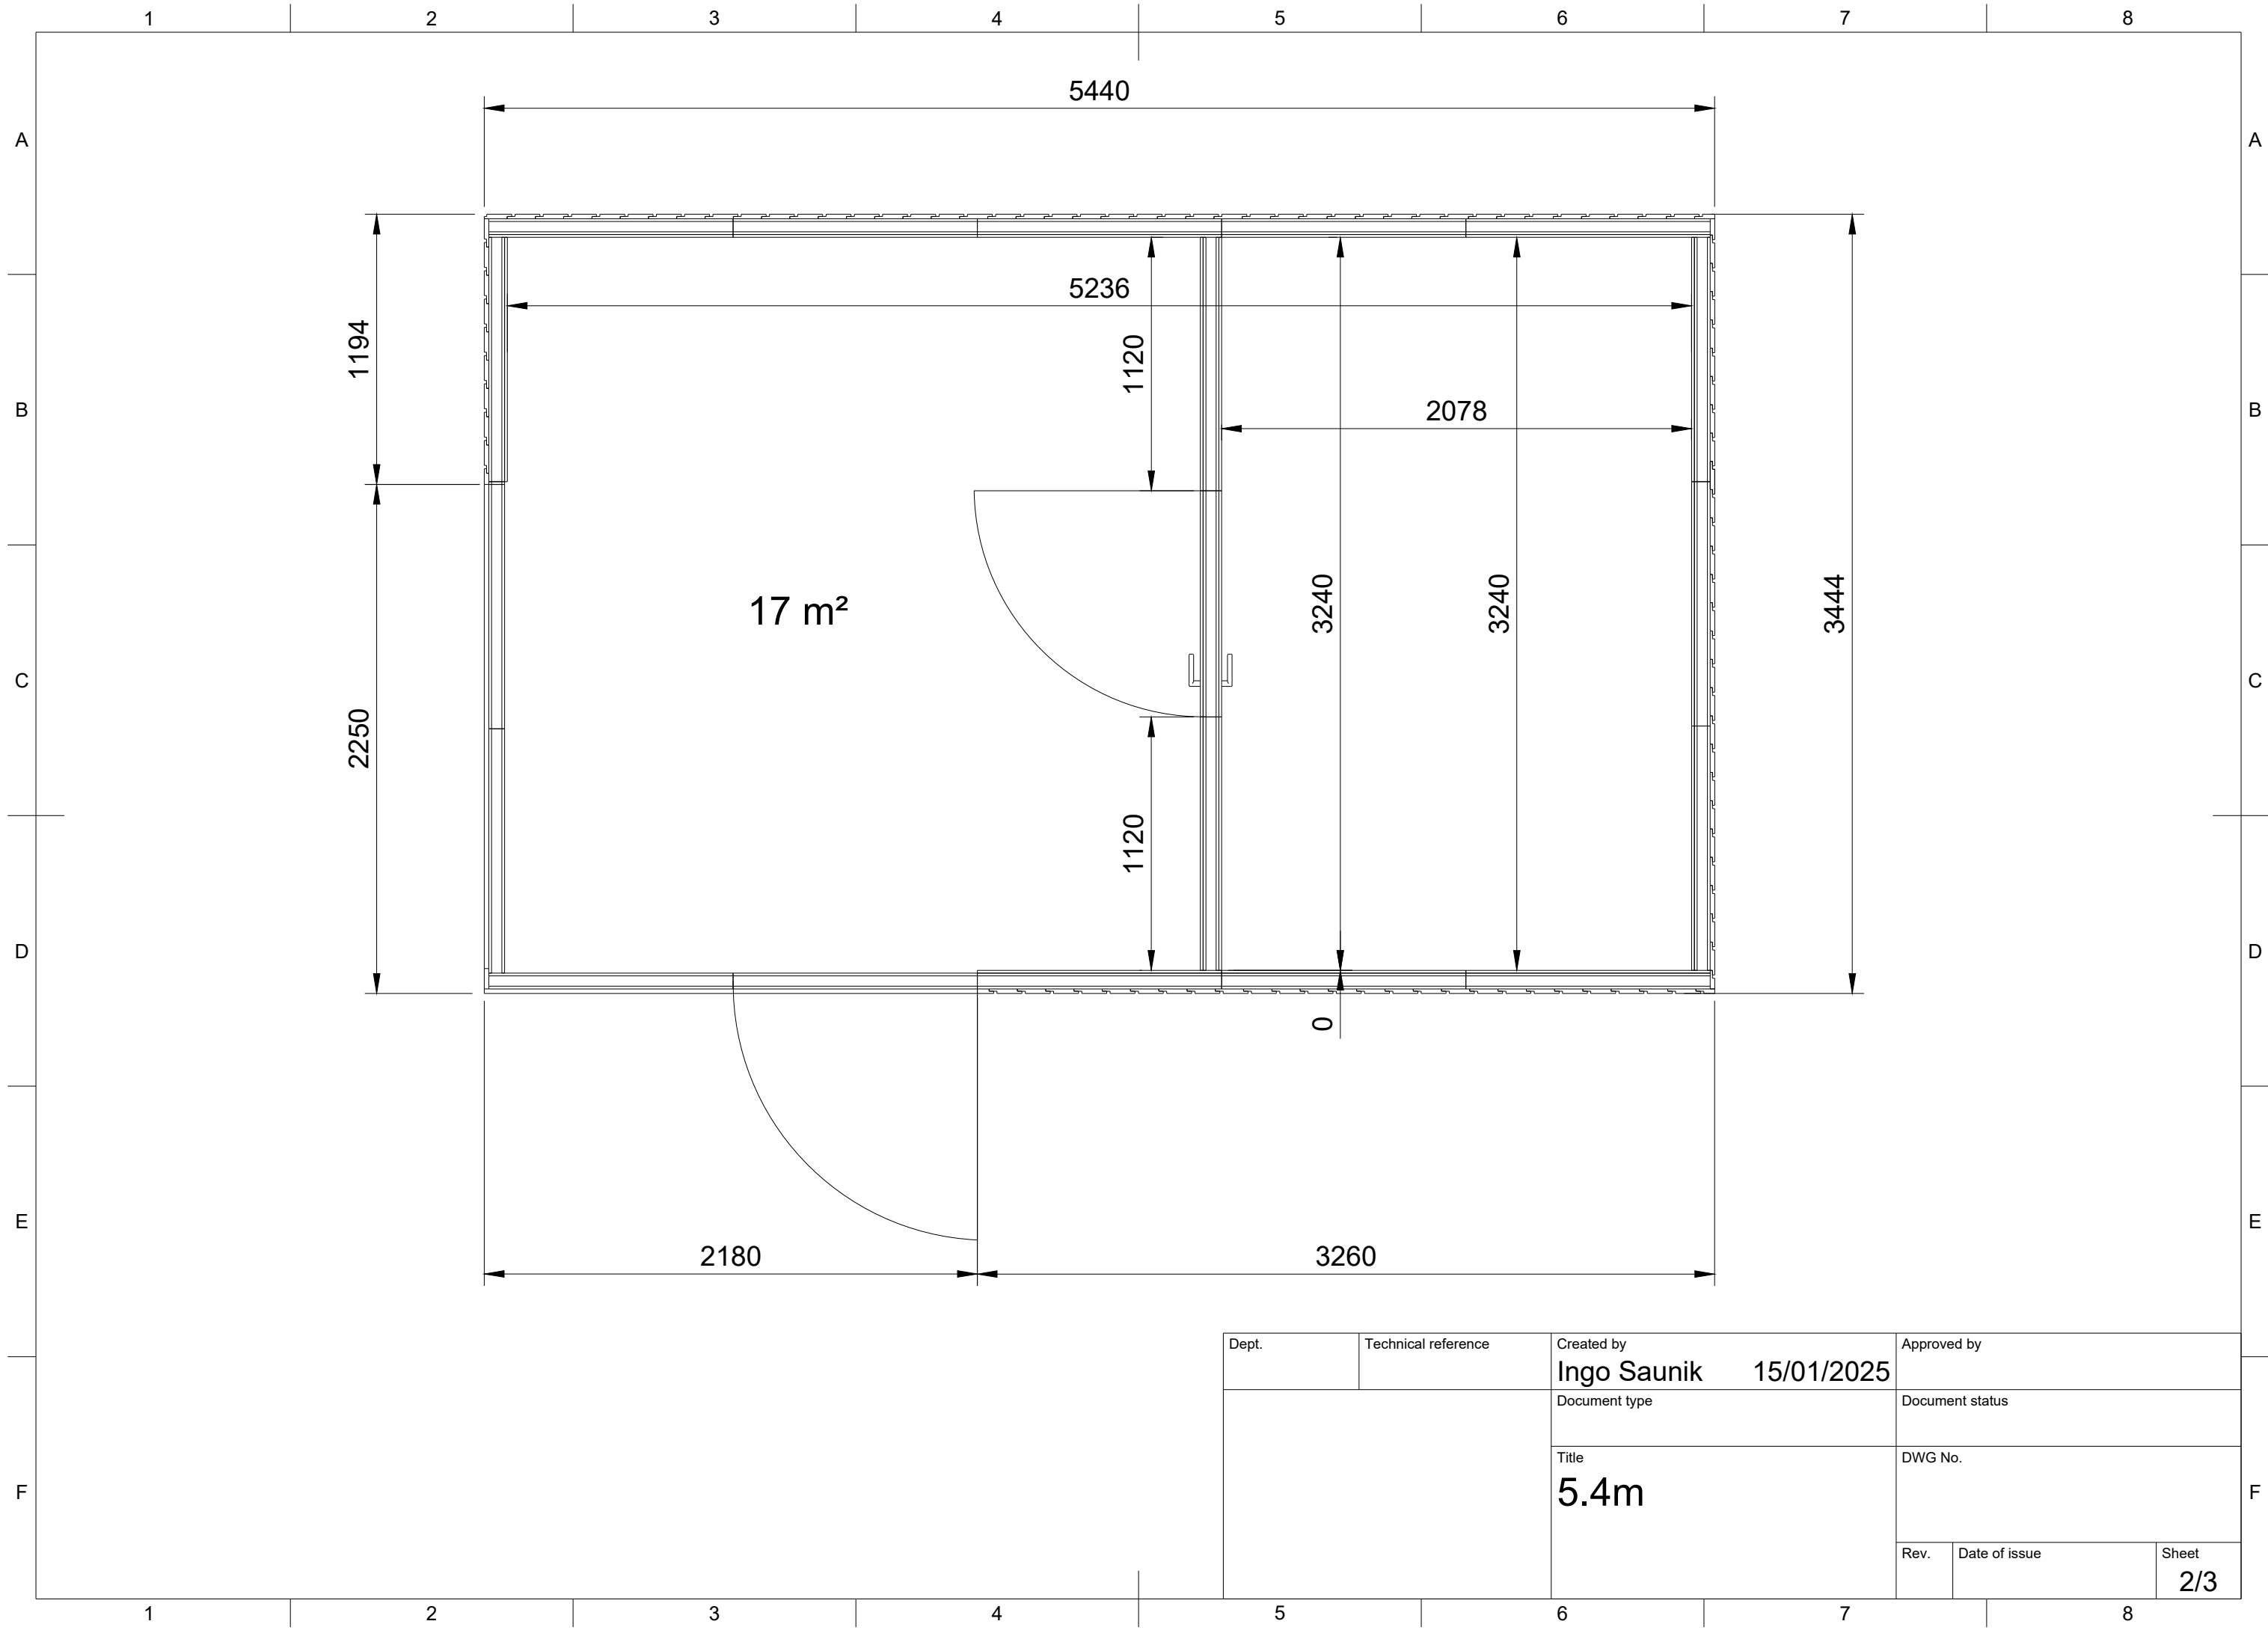 1 2 3 4 5 6 7 8
5440
A A
5236
1194
1120
B B
2078
17 m²
3240
3240
3444
C C
2250
1120
D D
0
E E
2180
3260
Dept.
Technical reference
Created by
Ingo Saunik 15/01/2025
Approved by
Document type
Document status
Title
5.4m
DWG No.
F F
Rev.
Date of issue
Sheet
2/3
1 2 3 4 5 6 7 8